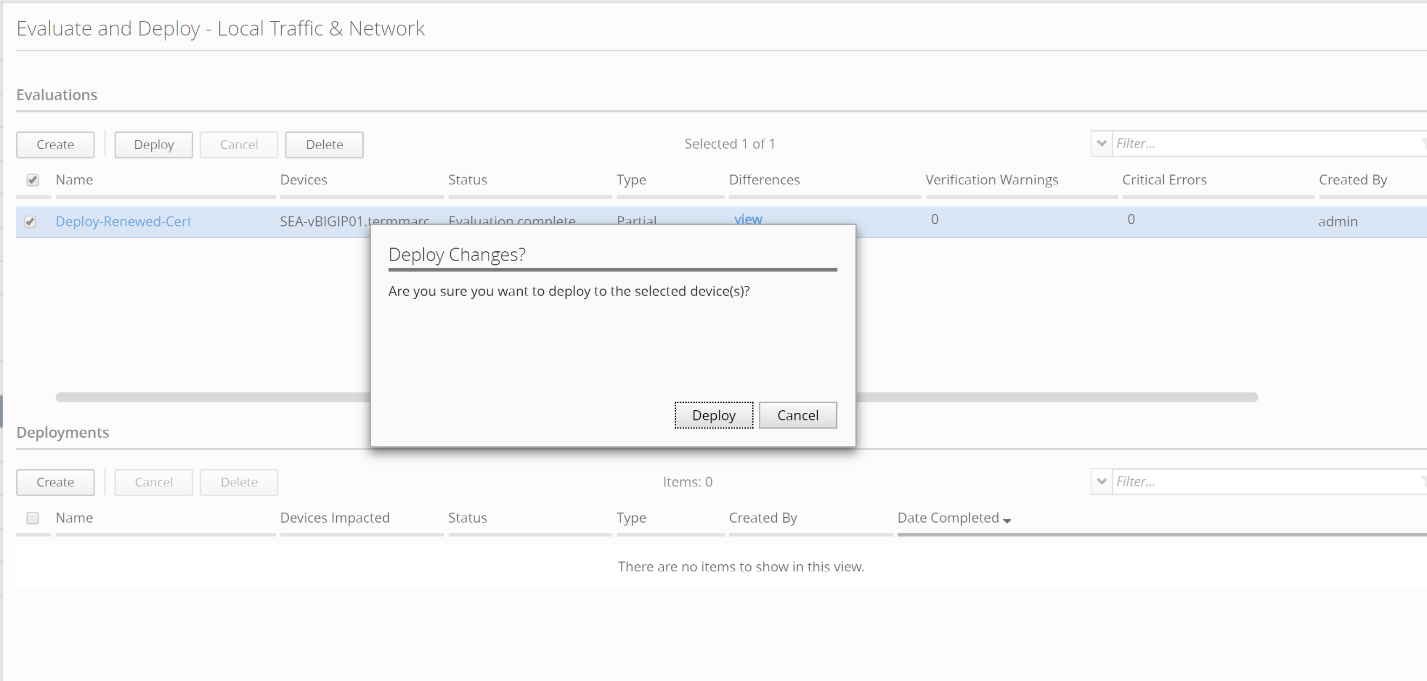 Evaluate and Deploy - Local Traffic & Network
Evaluations
Create Deploy Cancel Delete Selected 1 of 1 Filter...
Name Devices Status Type Differences Verification Warnings Critical Errors Created By
Deploy-Renewed-Cert SEA-vBIGIP01.termmarc Evaluation complete Partial view 0 0 admin
Deploy Changes?
Are you sure you want to deploy to the selected device(s)?
Deploy Cancel
Deployments
Create Cancel Delete Items: 0 Filter...
Name Devices Impacted Status Type Created By Date Completed
There are no items to show in this view.